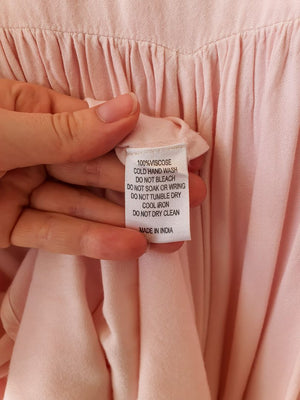 100%VISCOSE
COLD HAND WASH
DO NOT BLEACH
DO NOT SOAK OR WRING
DO NOT TUMBLE DRY
COOL IRON
DO NOT DRY CLEAN
MADE IN INDIA